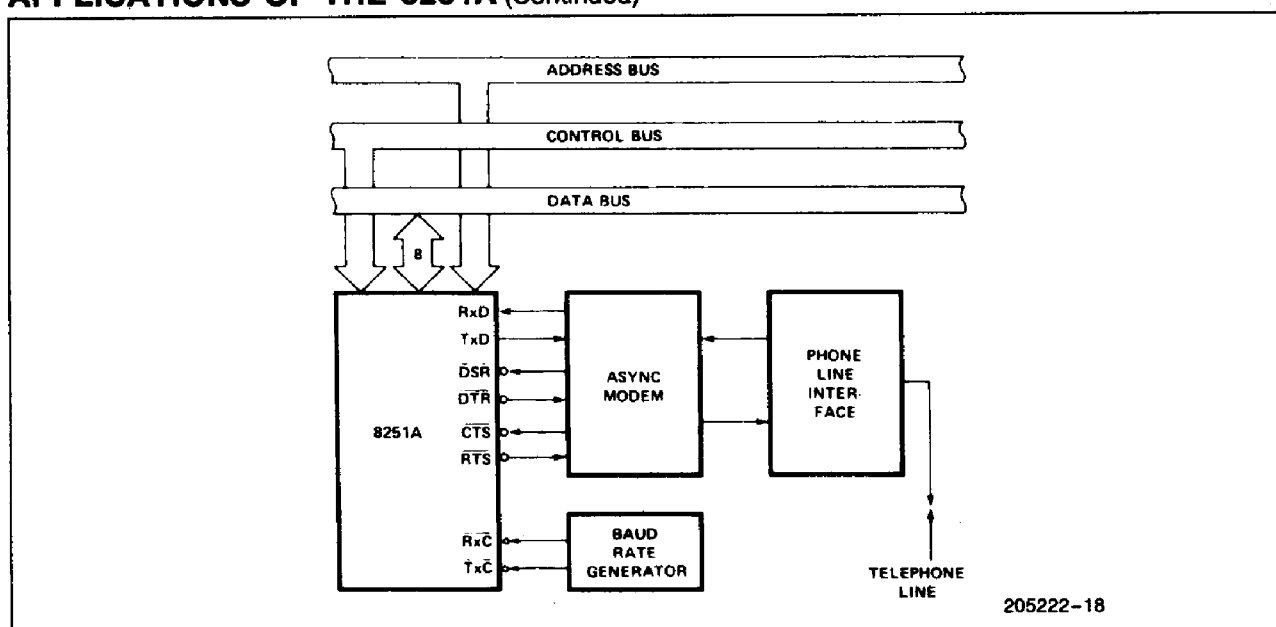 APPLICATIONS OF THE 8251A (Continued)
ADDRESS BUS
CONTROL BUS
DATA BUS
8
8251A
RxD
TxD
DSR
DTR
CTS
RTS
RxC
TxC
ASYNC
MODEM
PHONE
LINE
INTER-
FACE
BAUD
RATE
GENERATOR
TELEPHONE
LINE
205222-18